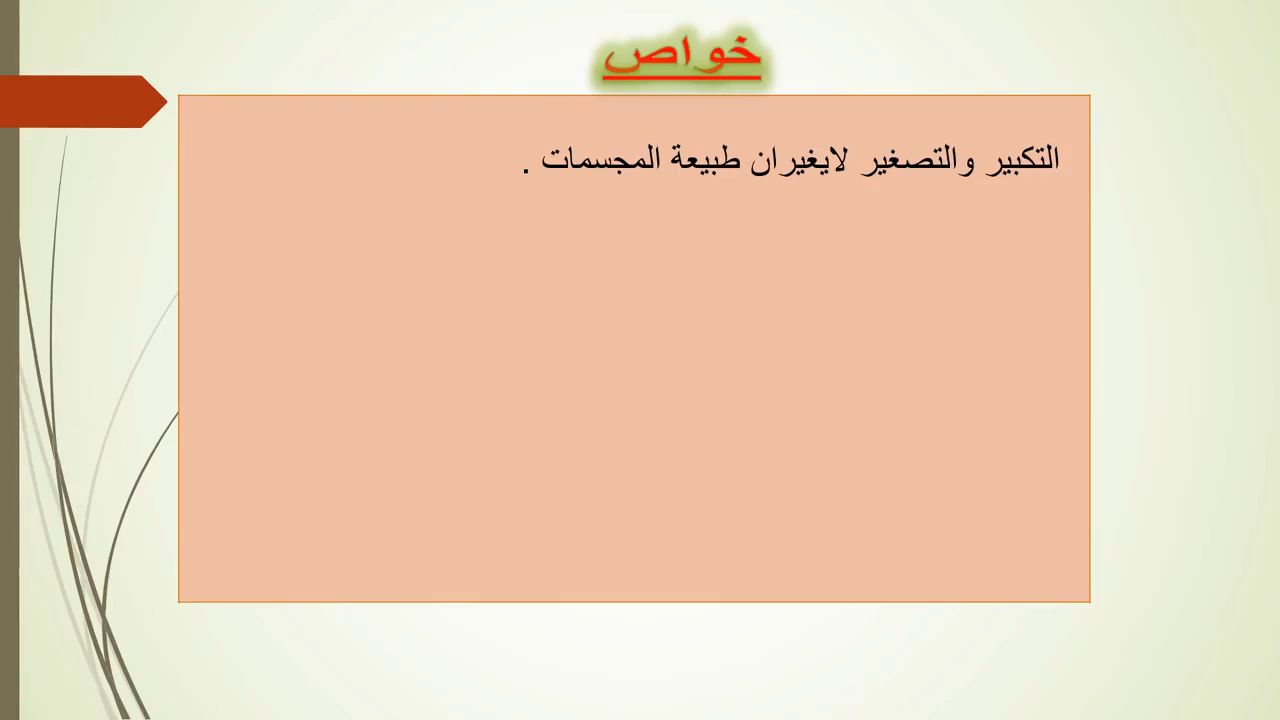 خواص
التكبير والتصغير لايغيران طبيعة المجسمات .